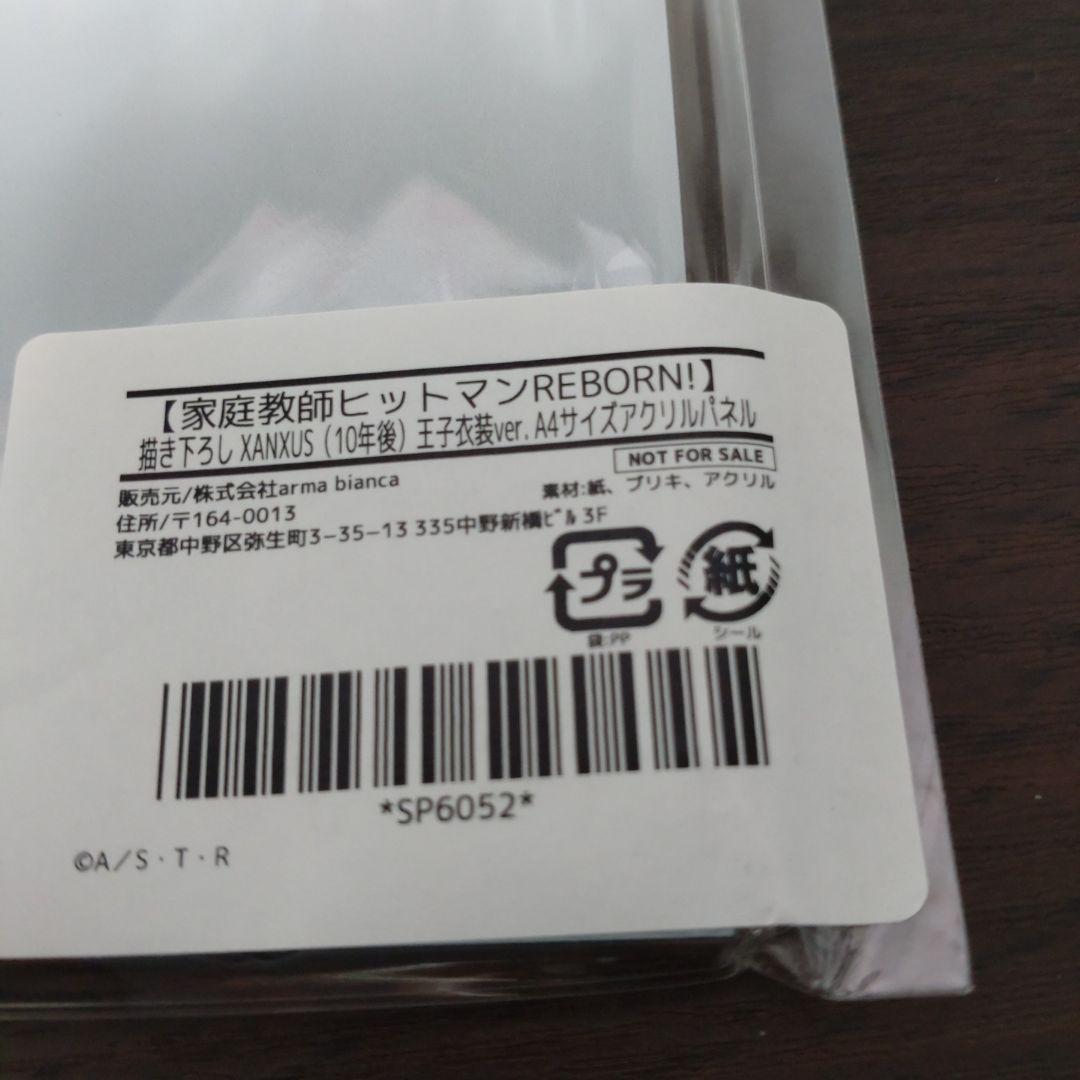 【家庭教師ヒットマンREBORN!】
描き下ろし XANXUS（10年後）王子衣装ver. A4サイズアクリルパネル
NOT FOR SALE
販売元/株式会社arma bianca
素材:紙、ブリキ、アクリル
住所/〒164-0013
東京都中野区弥生町3−35−13 335中野新橋ビル 3F
プラ
紙
袋:PP
シール
*SP6052*
©A／S・T・R